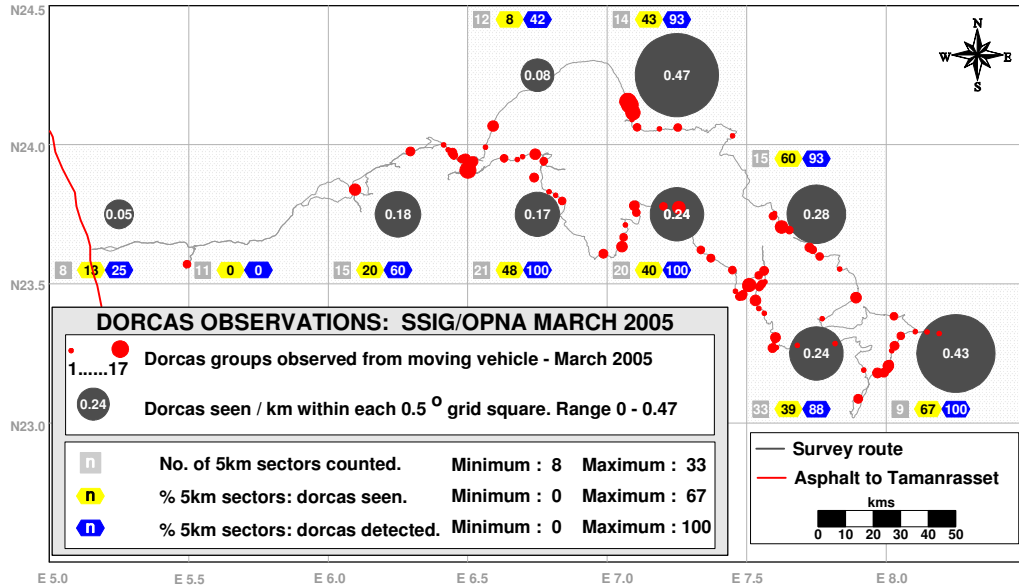 N24.5
12 8 42
14 43 93
N
W E
S
0.08
0.47
N24.0
15 60 93
0.05
0.18
0.17
0.24
0.28
8 13 25
11 0 0
15 20 60
21 48 100
20 40 100
N23.5
DORCAS OBSERVATIONS: SSIG/OPNA MARCH 2005
1......17 Dorcas groups observed from moving vehicle - March 2005
0.24 Dorcas seen / km within each 0.5 o grid square. Range 0 - 0.47
0.24
0.43
33 39 88
9 67 100
N23.0
n No. of 5km sectors counted. Minimum : 8 Maximum : 33
n % 5km sectors: dorcas seen. Minimum : 0 Maximum : 67
n % 5km sectors: dorcas detected. Minimum : 0 Maximum : 100
Survey route
Asphalt to Tamanrasset
kms
0 10 20 30 40 50
E 5.0 E 5.5 E 6.0 E 6.5 E 7.0 E 7.5 E 8.0